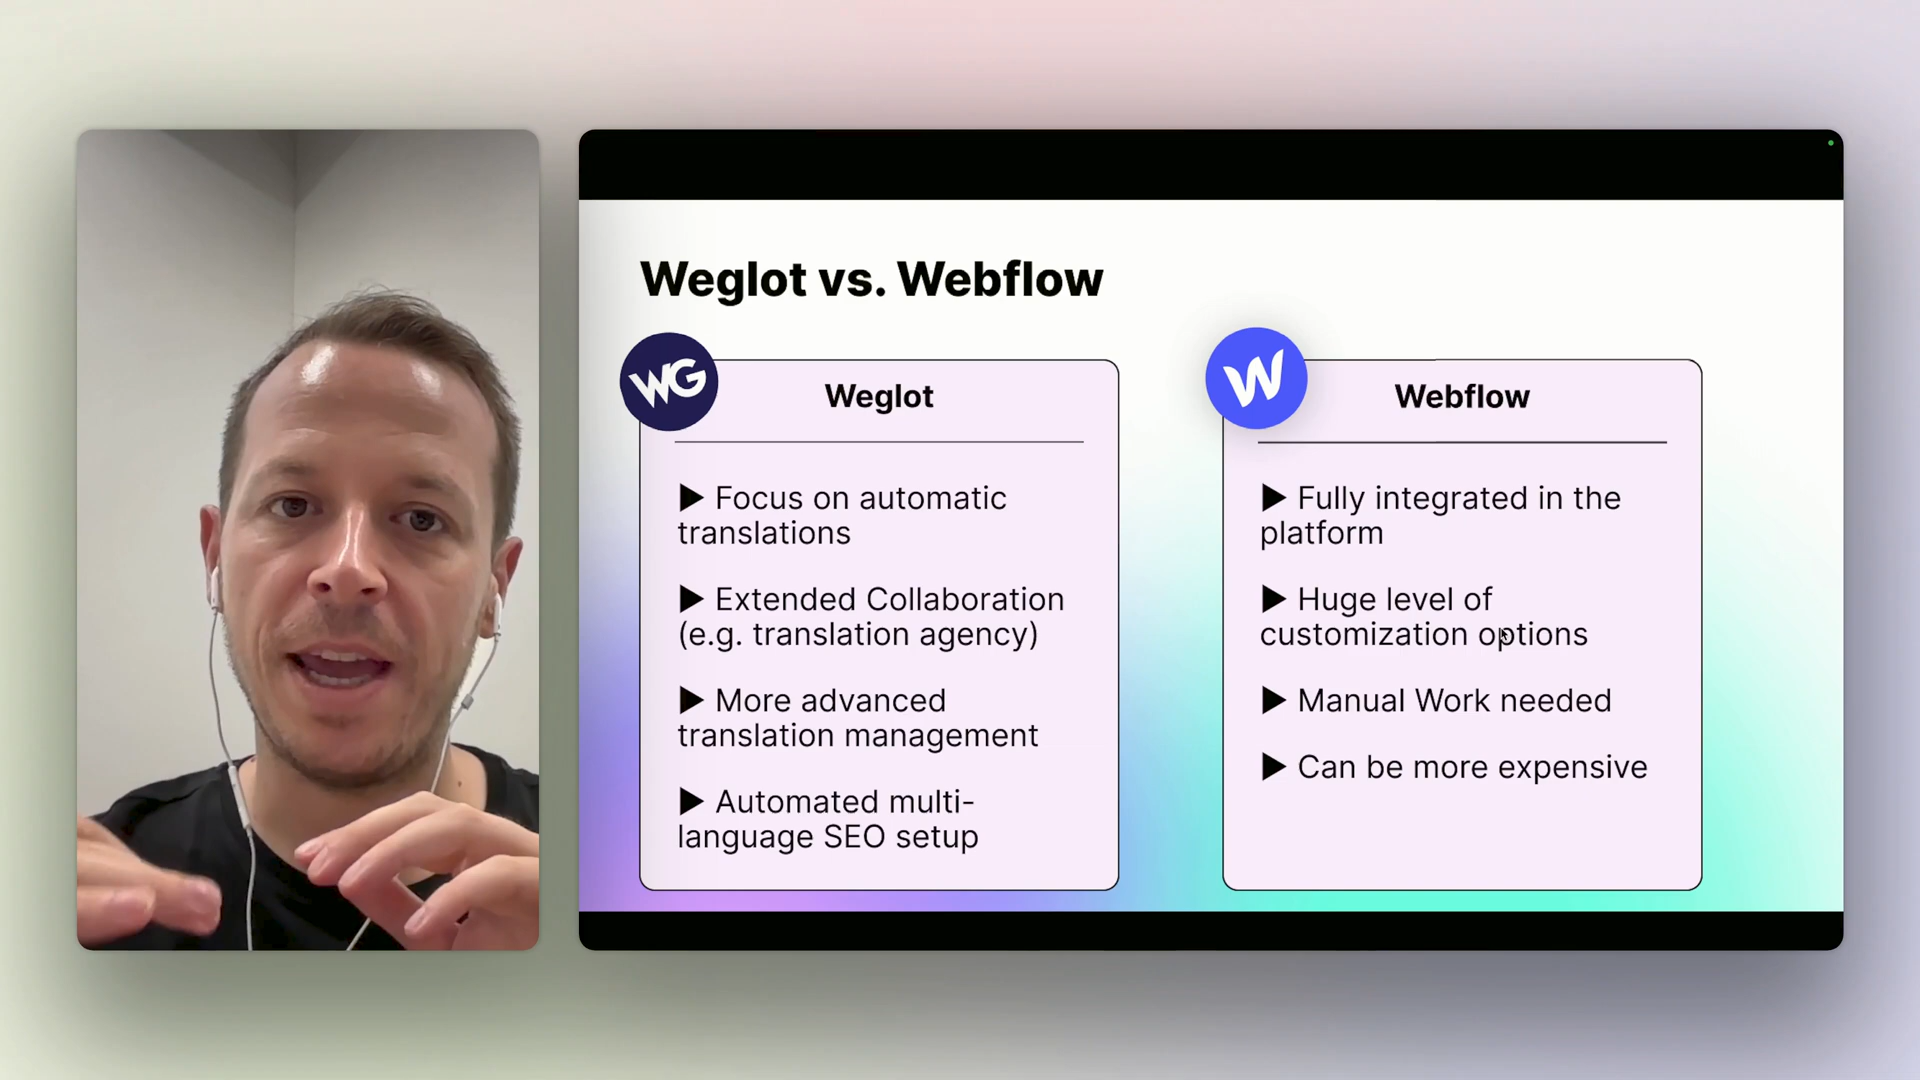 Weglot vs. Webflow
WG
Weglot
▶ Focus on automatic
translations
▶ Extended Collaboration
(e.g. translation agency)
▶ More advanced
translation management
▶ Automated multi-
language SEO setup
W
Webflow
▶ Fully integrated in the
platform
▶ Huge level of
customization options
▶ Manual Work needed
▶ Can be more expensive